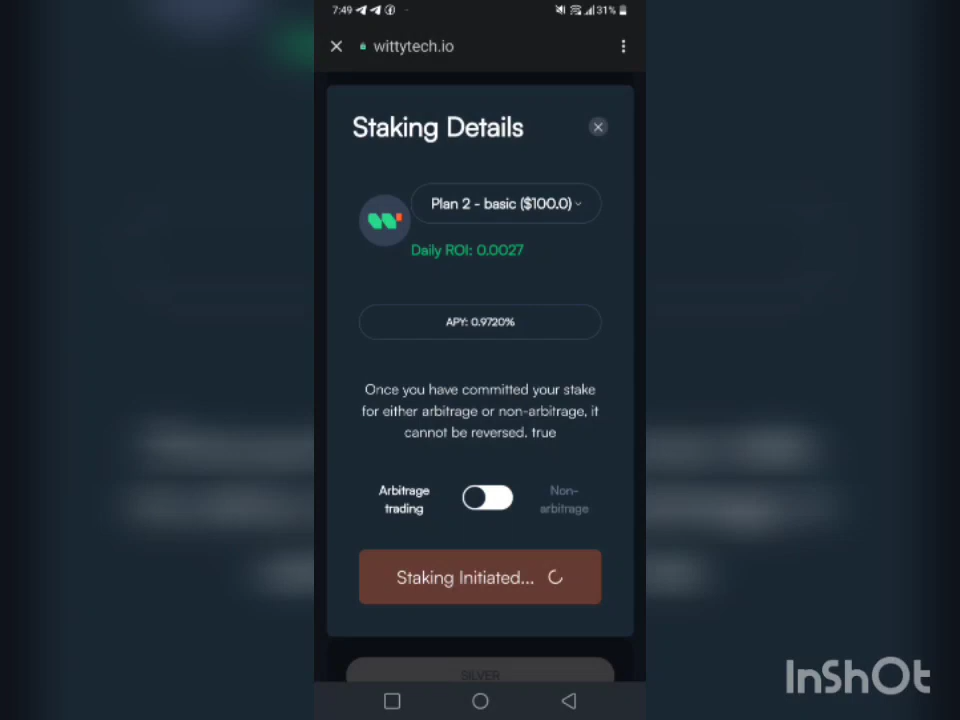 7:49
31%
wittytech.io
Staking Details
Plan 2 - basic ($100.0)
Daily ROI: 0.0027
APY: 0.9720%
Once you have committed your stake
for either arbitrage or non-arbitrage, it
cannot be reversed. true
Arbitrage
trading
Non-
arbitrage
Staking Initiated...
SILVER
InShOt